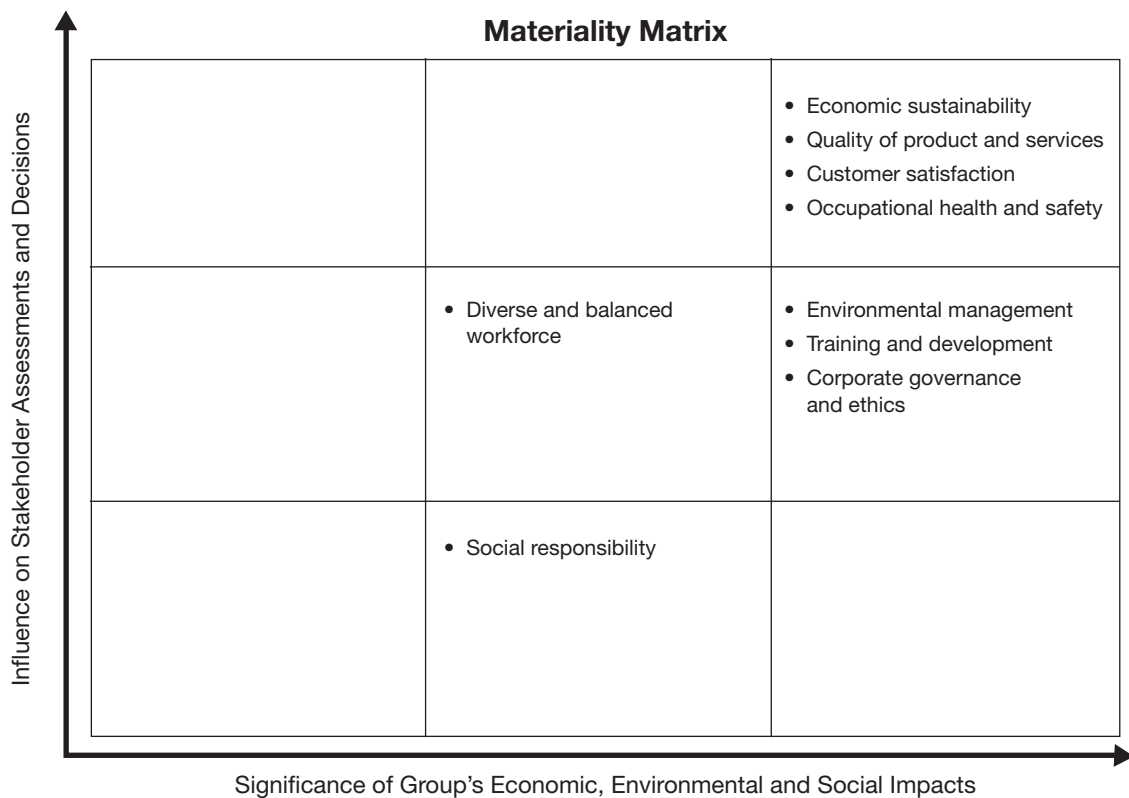 Materiality Matrix
Influence on Stakeholder Assessments and Decisions
• Economic sustainability
• Quality of product and services
• Customer satisfaction
• Occupational health and safety
• Diverse and balanced
workforce
• Environmental management
• Training and development
• Corporate governance
and ethics
• Social responsibility
Significance of Group’s Economic, Environmental and Social Impacts